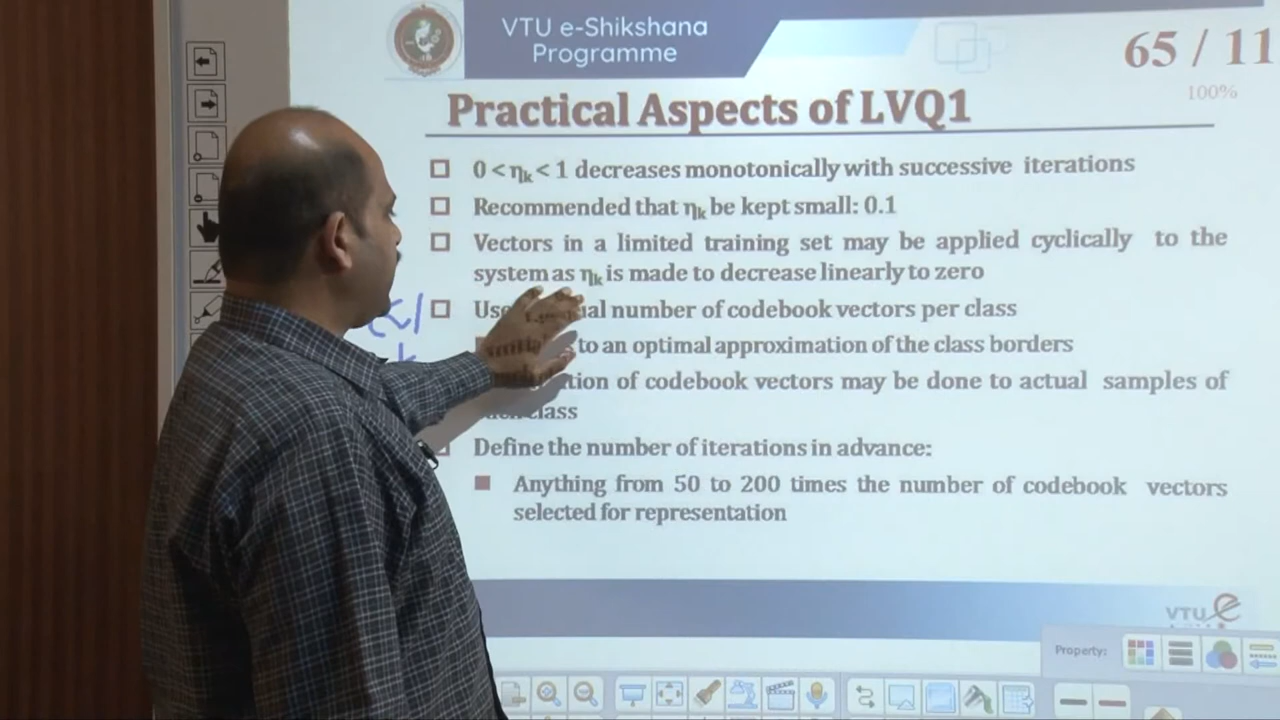 VTU e-Shikshana
Programme
65 / 11
100%
Practical Aspects of LVQ1
0 < ηk < 1 decreases monotonically with successive iterations
Recommended that ηk be kept small: 0.1
Vectors in a limited training set may be applied cyclically to the
system as ηk is made to decrease linearly to zero
number of codebook vectors per class
to an optimal approximation of the class borders
of codebook vectors may be done to actual samples of
class
Define the number of iterations in advance:
Anything from 50 to 200 times the number of codebook vectors
selected for representation
VTU e
Property: